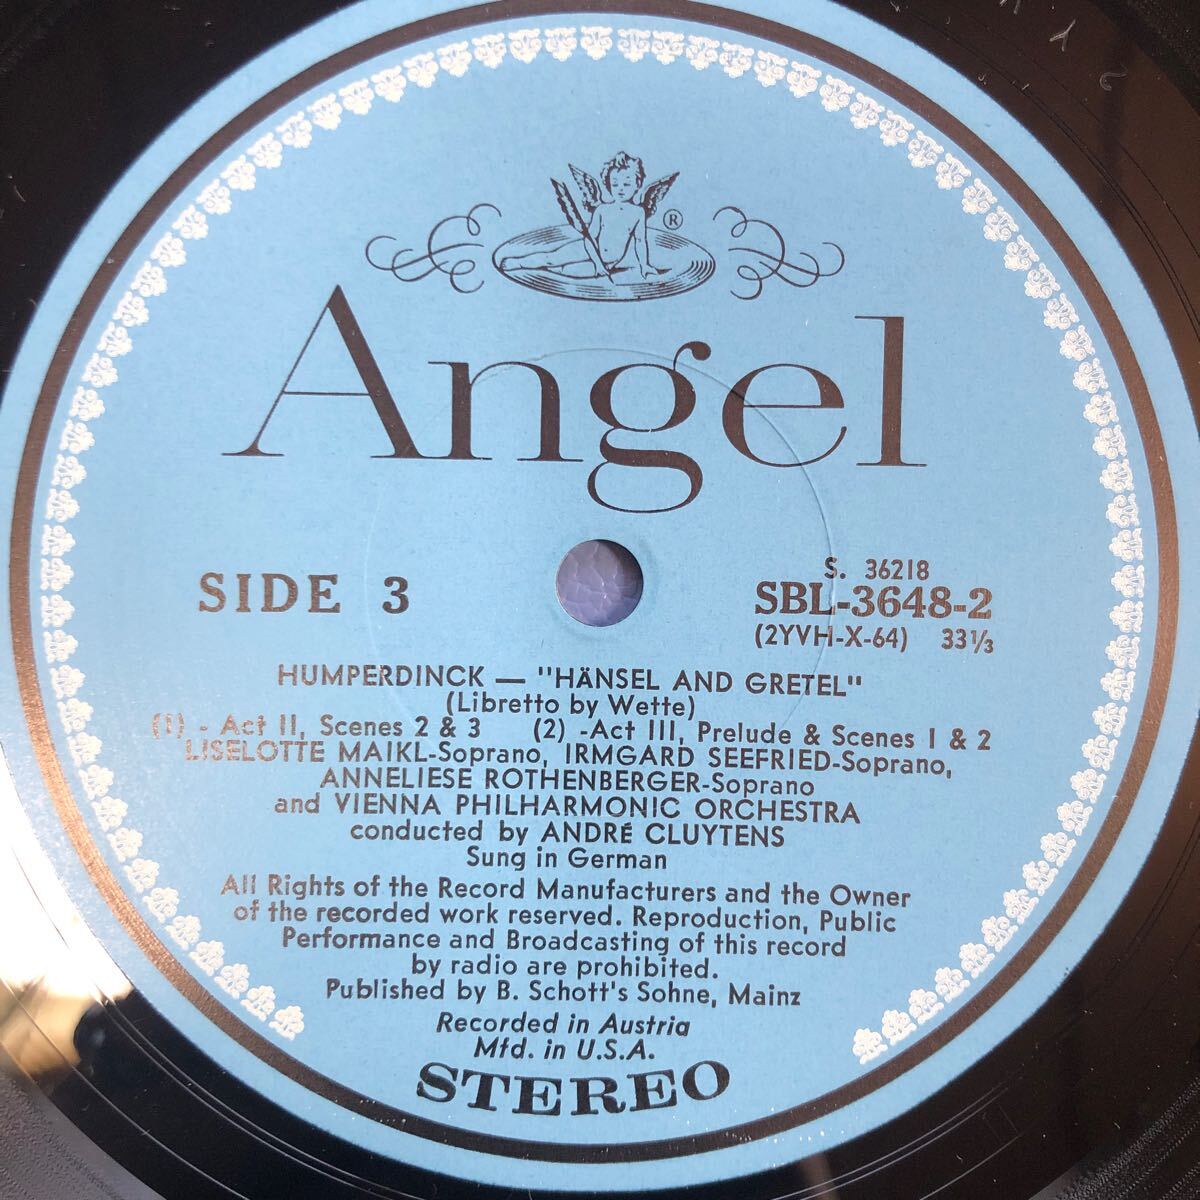 ®
Angel
SIDE 3
S. 36218
SBL-3648-2
(2YVH-X-64) 33⅓
HUMPERDINCK — "HÄNSEL AND GRETEL"
(Libretto by Wette)
(1) - Act II, Scenes 2 & 3 (2) -Act III, Prelude & Scenes 1 & 2
LISELOTTE MAIKL-Soprano, IRMGARD SEEFRIED-Soprano,
ANNELIESE ROTHENBERGER-Soprano
and VIENNA PHILHARMONIC ORCHESTRA
conducted by ANDRÉ CLUYTENS
Sung in German
All Rights of the Record Manufacturers and the Owner
of the recorded work reserved. Reproduction, Public
Performance and Broadcasting of this record
by radio are prohibited.
Published by B. Schott's Sohne, Mainz
Recorded in Austria
Mfd. in U.S.A.
STEREO